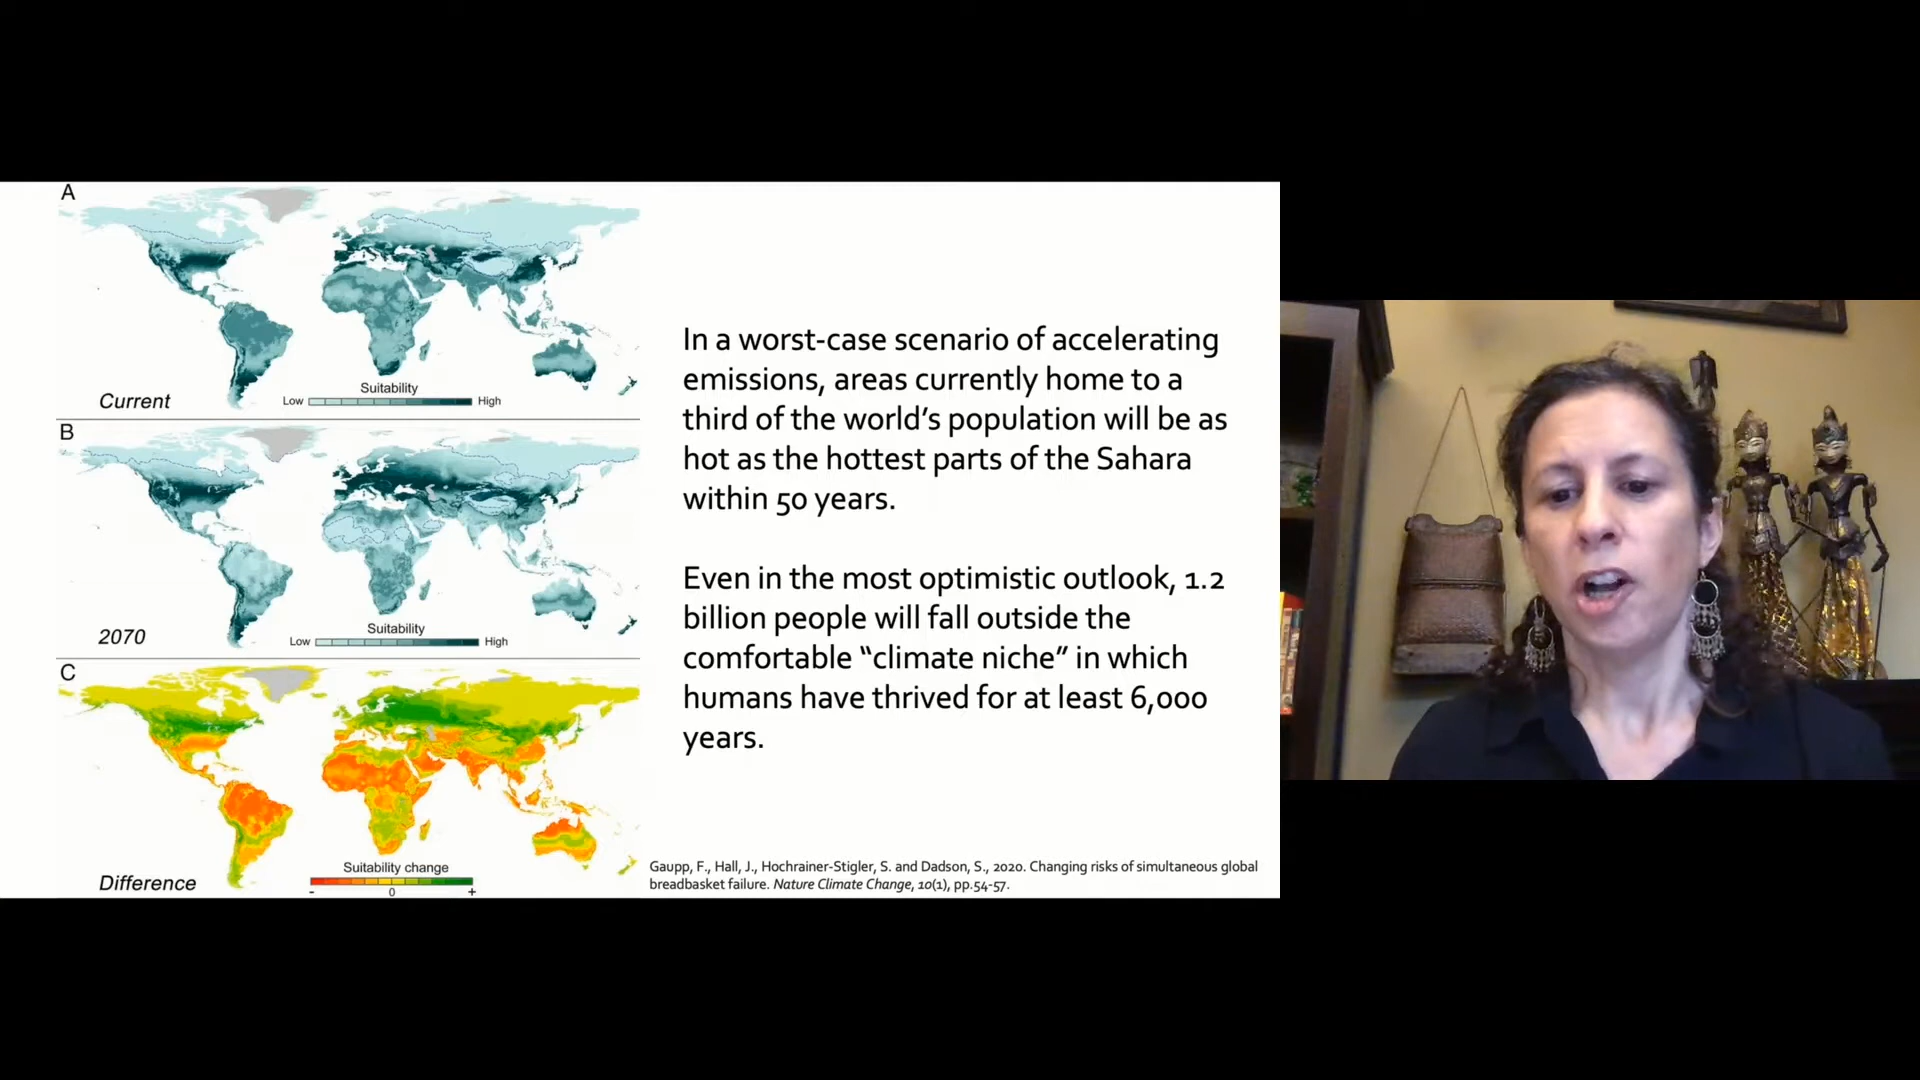 A
Current
Suitability
Low
High
B
2070
Suitability
Low
High
C
Difference
Suitability change
-
0
+
In a worst-case scenario of accelerating
emissions, areas currently home to a
third of the world's population will be as
hot as the hottest parts of the Sahara
within 50 years.
Even in the most optimistic outlook, 1.2
billion people will fall outside the
comfortable “climate niche” in which
humans have thrived for at least 6,000
years.
Gaupp, F., Hall, J., Hochrainer-Stigler, S. and Dadson, S., 2020. Changing risks of simultaneous global
breadbasket failure. Nature Climate Change, 10(1), pp.54-57.